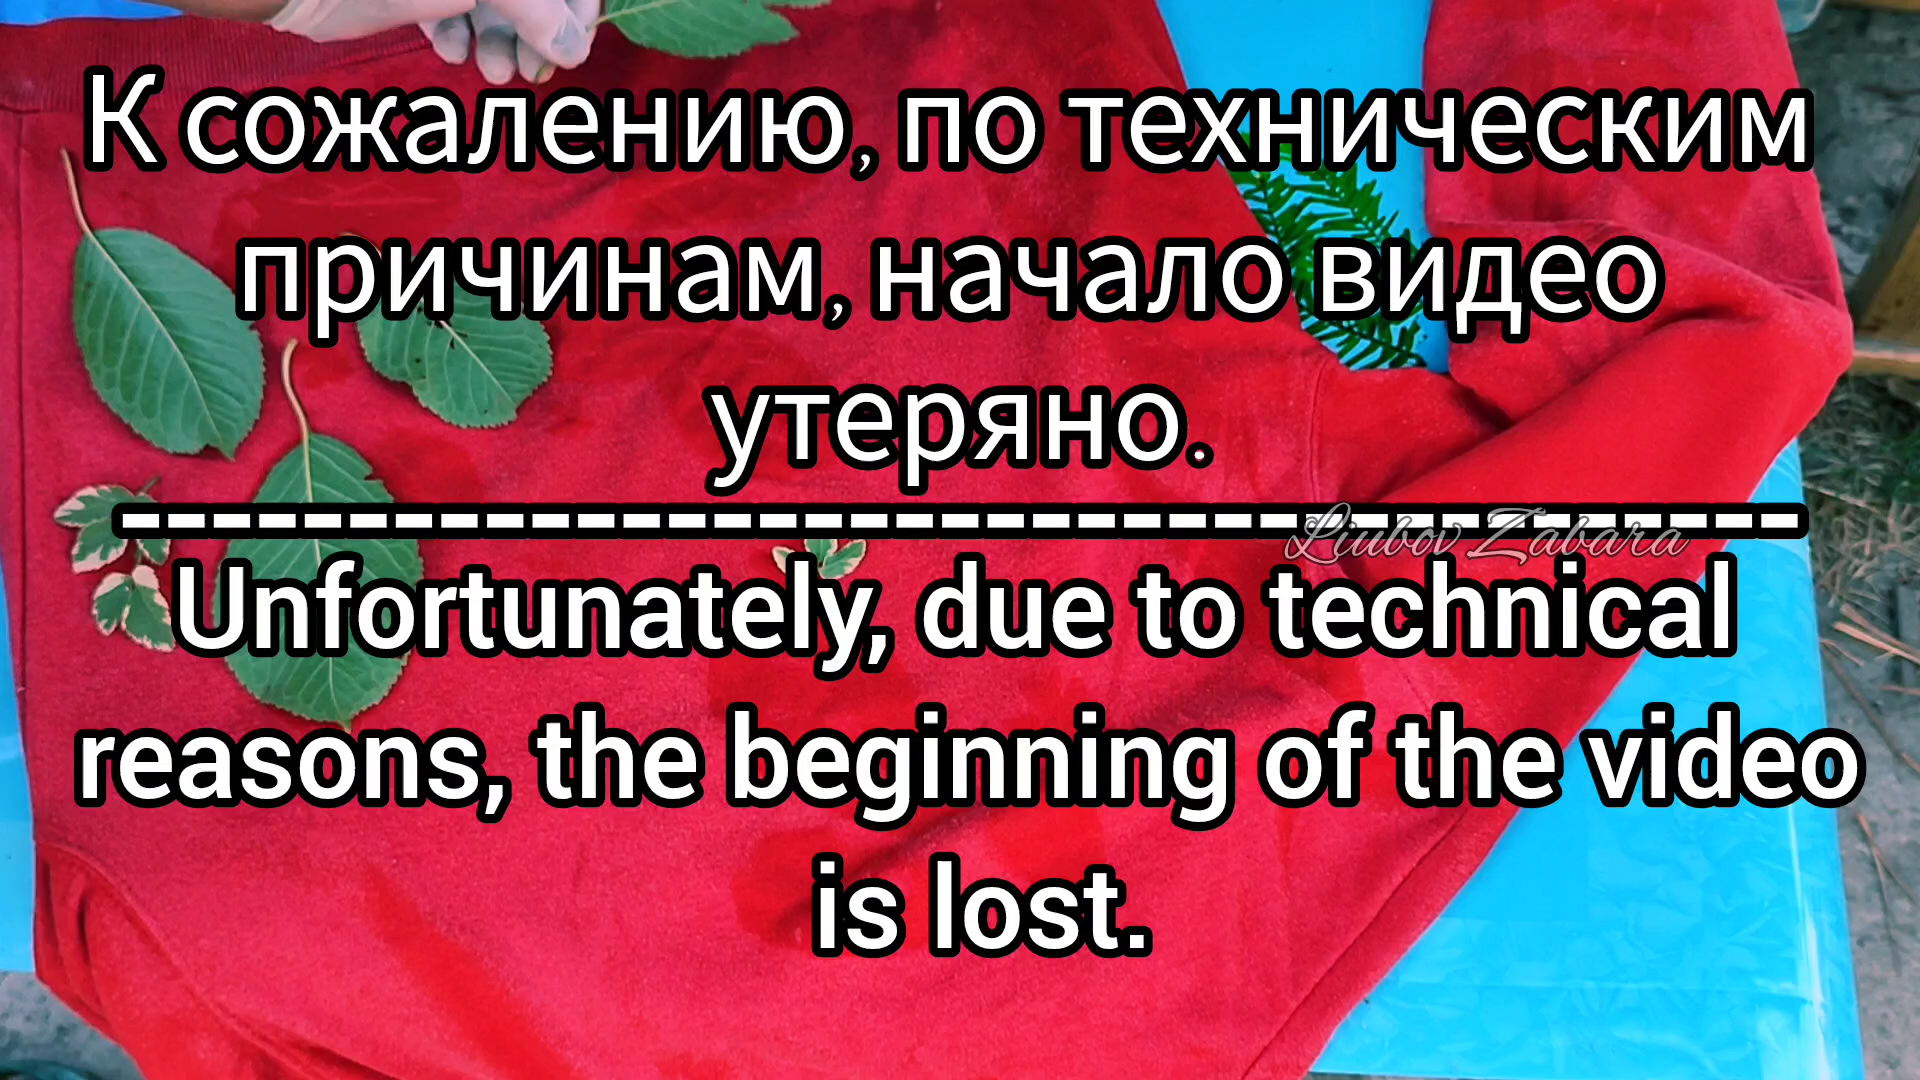 К сожалению, по техническим
причинам, начало видео
утеряно.
-------------------------------------
Liubov Zabara
Unfortunately, due to technical
reasons, the beginning of the video
is lost.